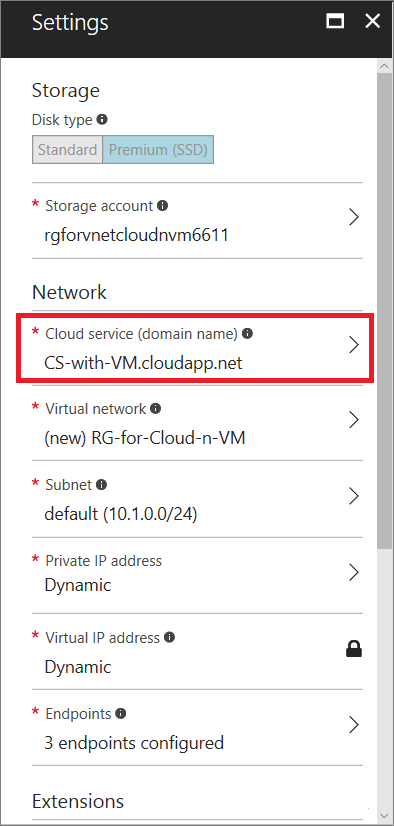 Settings
Storage
Disk type
Standard Premium (SSD)
* Storage account
rgforvnetcloudnvm6611
Network
* Cloud service (domain name)
CS-with-VM.cloudapp.net
* Virtual network
(new) RG-for-Cloud-n-VM
* Subnet
default (10.1.0.0/24)
* Private IP address
Dynamic
* Virtual IP address
Dynamic
* Endpoints
3 endpoints configured
Extensions